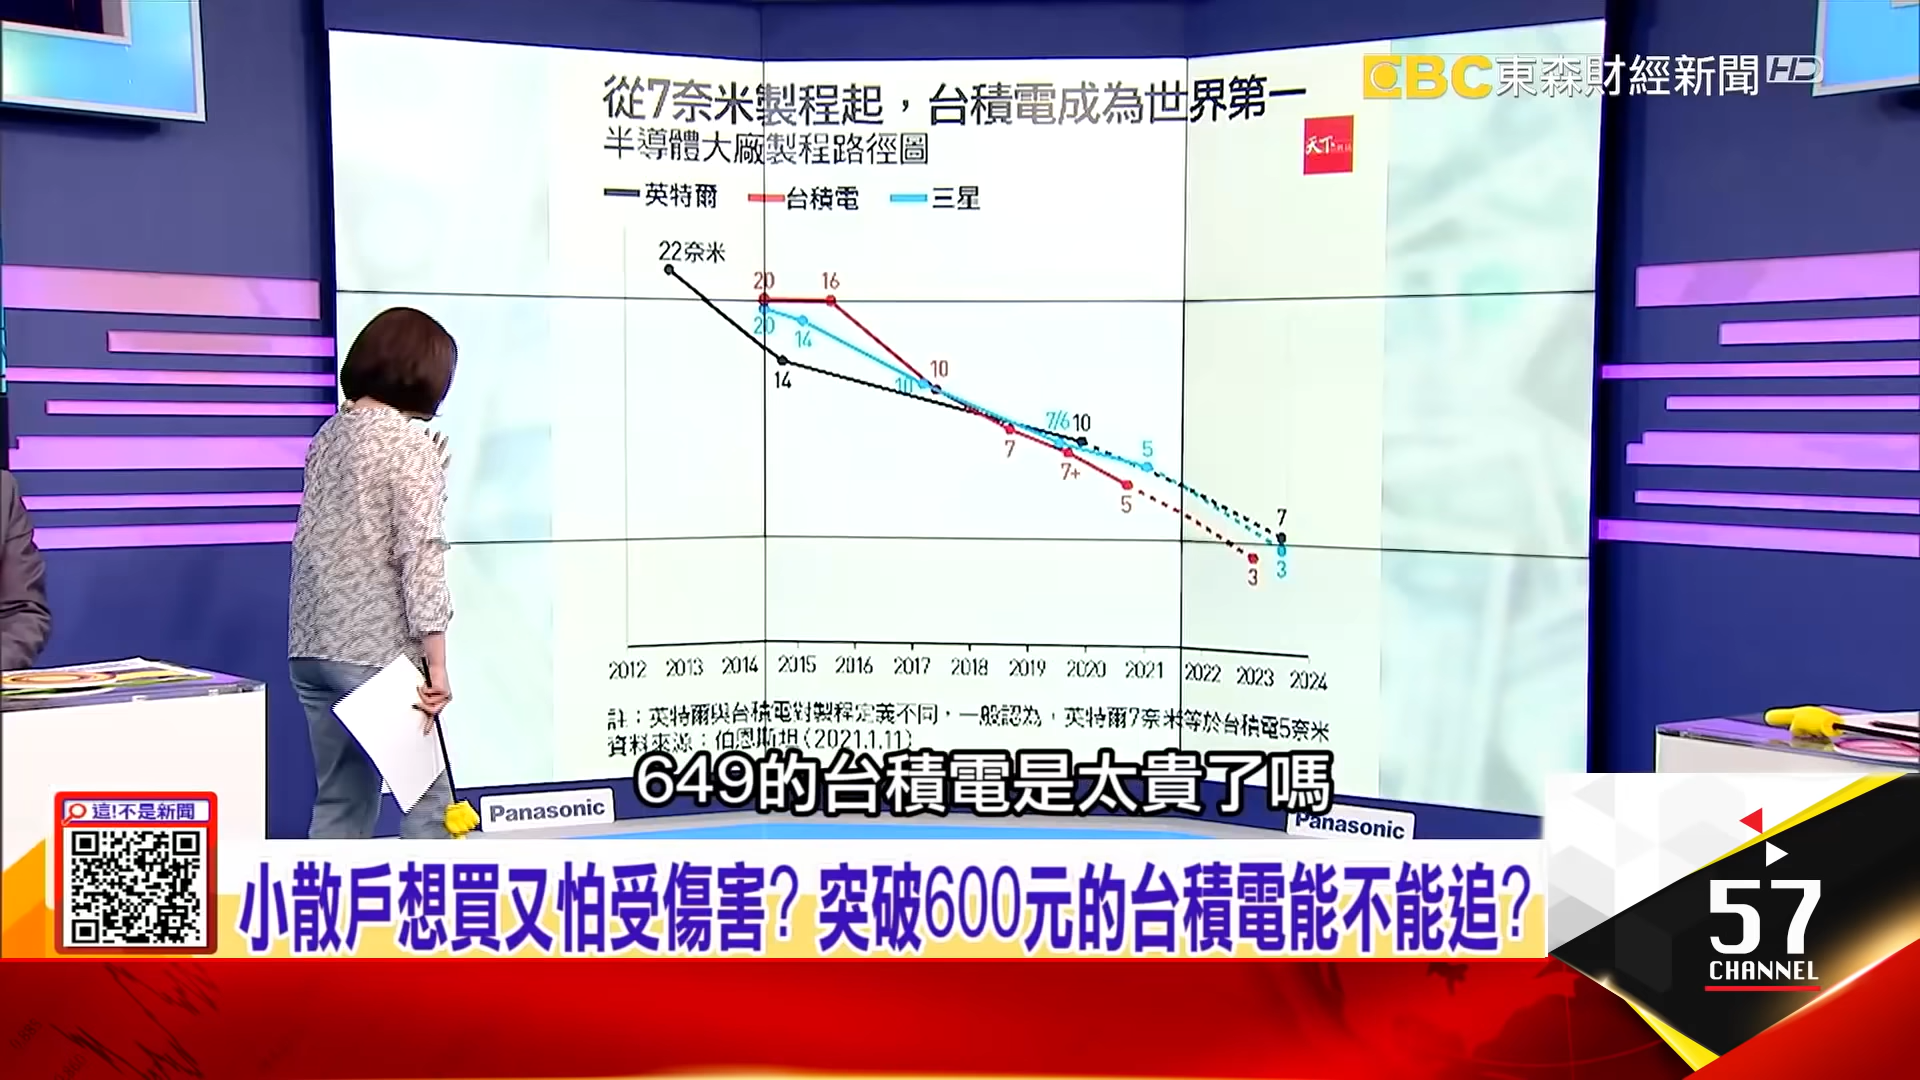 EBC東森財經新聞HD
從7奈米製程起，台積電成為世界第一
半導體大廠製程路徑圖
天下
英特爾 台積電 三星
22奈米
20 16
20 14
14
10 10
7/6 10
7 7+ 5 5
7
3 3
2012 2013 2014 2015 2016 2017 2018 2019 2020 2021 2022 2023 2024
註：英特爾與台積電對製程定義不同，一般認為，英特爾7奈米等於台積電5奈米
資料來源：伯恩斯坦(2021.1.11)
649的台積電是太貴了嗎
Panasonic
Panasonic
這!不是新聞
小散戶想買又怕受傷害? 突破600元的台積電能不能追?
57
CHANNEL